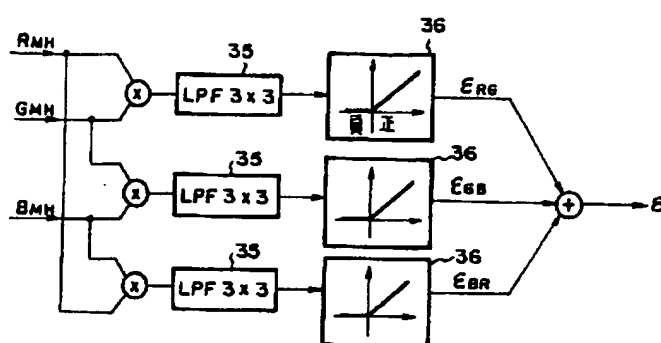 RMH
GMH
BMH
x
x
x
35
LPF 3x3
35
LPF 3x3
35
LPF 3x3
36
負 正
36
36
εRG
εGB
εBR
+
ε